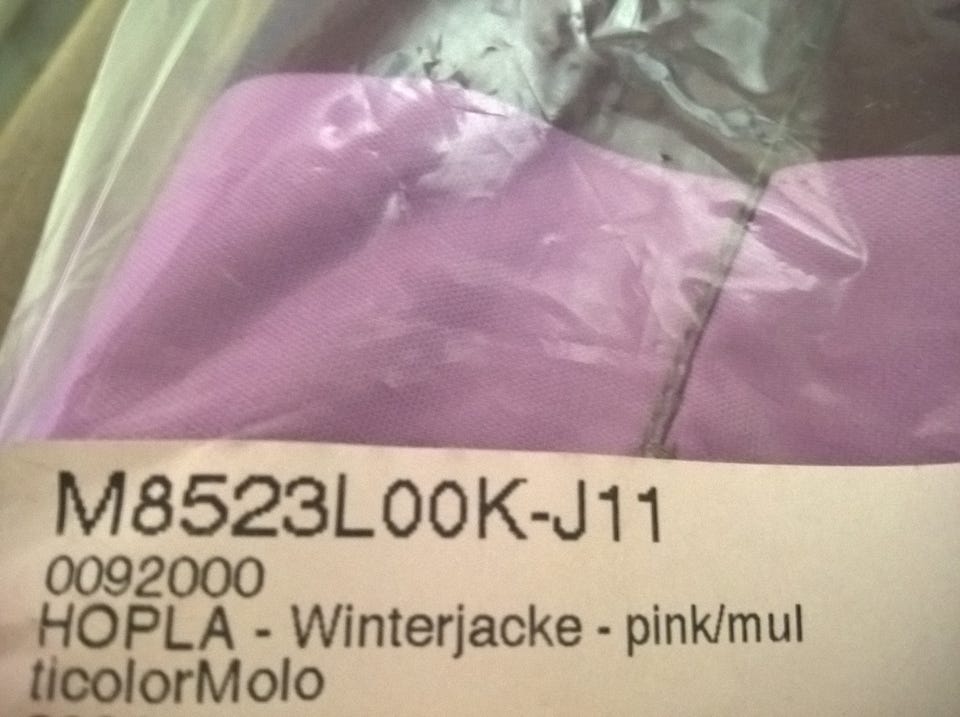 M8523L00K-J11
0092000
HOPLA - Winterjacke - pink/mul
ticolorMolo